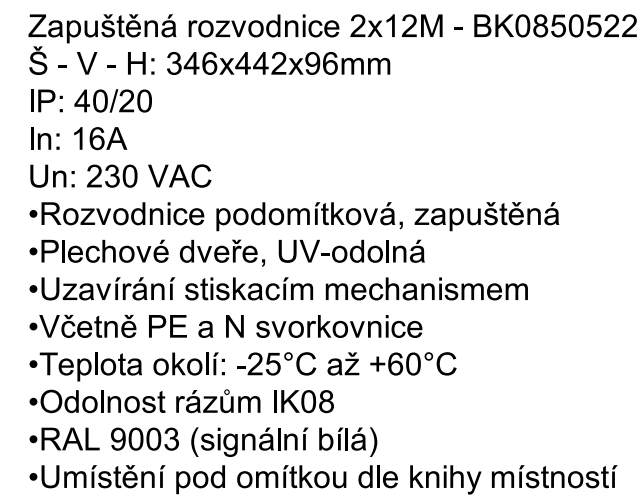 Zapuštěná rozvodnice 2x12M - BK0850522
Š - V - H: 346x442x96mm
IP: 40/20
In: 16A
Un: 230 VAC
•Rozvodnice podomítková, zapuštěná
•Plechové dveře, UV-odolná
•Uzavírání stiskacím mechanismem
•Včetně PE a N svorkovnice
•Teplota okolí: -25°C až +60°C
•Odolnost rázům IK08
•RAL 9003 (signální bílá)
•Umístění pod omítkou dle knihy místností